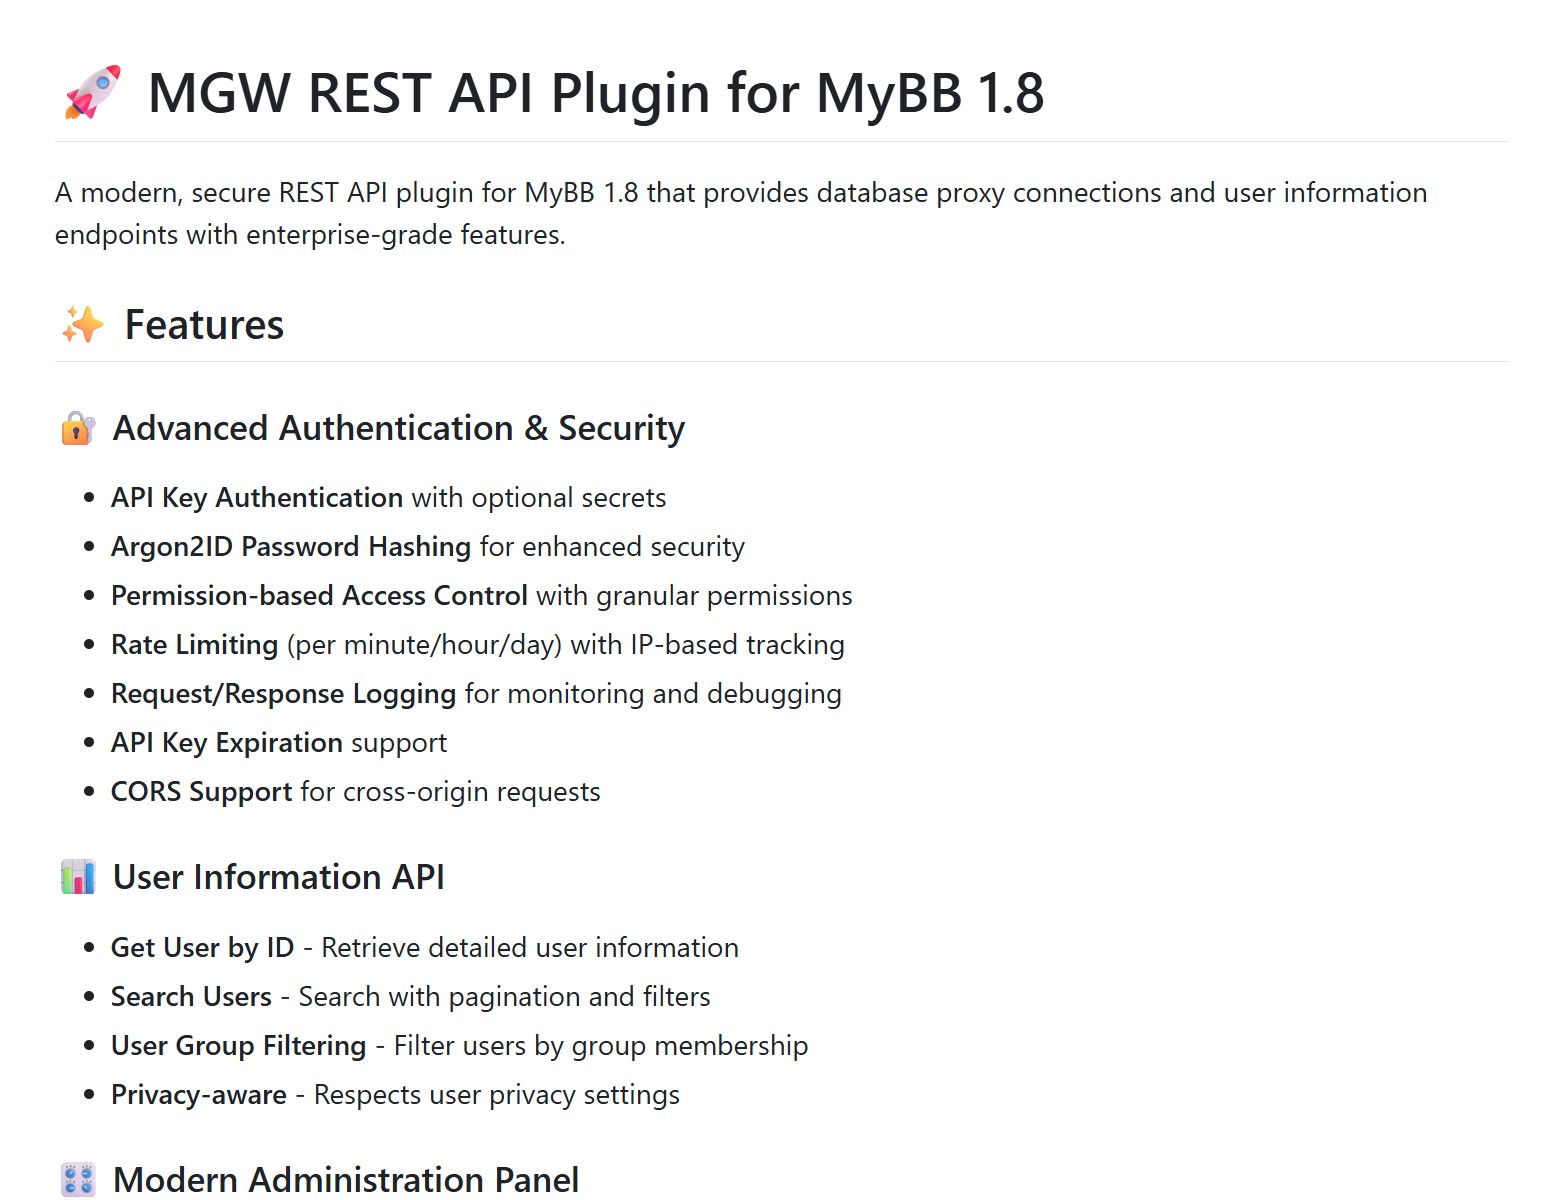 🚀 MGW REST API Plugin for MyBB 1.8
A modern, secure REST API plugin for MyBB 1.8 that provides database proxy connections and user information
endpoints with enterprise-grade features.
✨ Features
🔐 Advanced Authentication & Security
• API Key Authentication with optional secrets
• Argon2ID Password Hashing for enhanced security
• Permission-based Access Control with granular permissions
• Rate Limiting (per minute/hour/day) with IP-based tracking
• Request/Response Logging for monitoring and debugging
• API Key Expiration support
• CORS Support for cross-origin requests
📊 User Information API
• Get User by ID - Retrieve detailed user information
• Search Users - Search with pagination and filters
• User Group Filtering - Filter users by group membership
• Privacy-aware - Respects user privacy settings
🎛️ Modern Administration Panel